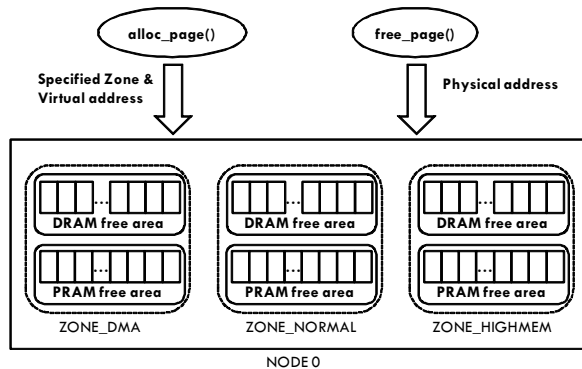 alloc_page()
free_page()
Specified Zone &
Virtual address
Physical address
...
DRAM free area
...
PRAM free area
ZONE_DMA
...
DRAM free area
...
PRAM free area
ZONE_NORMAL
...
DRAM free area
...
PRAM free area
ZONE_HIGHMEM
NODE 0